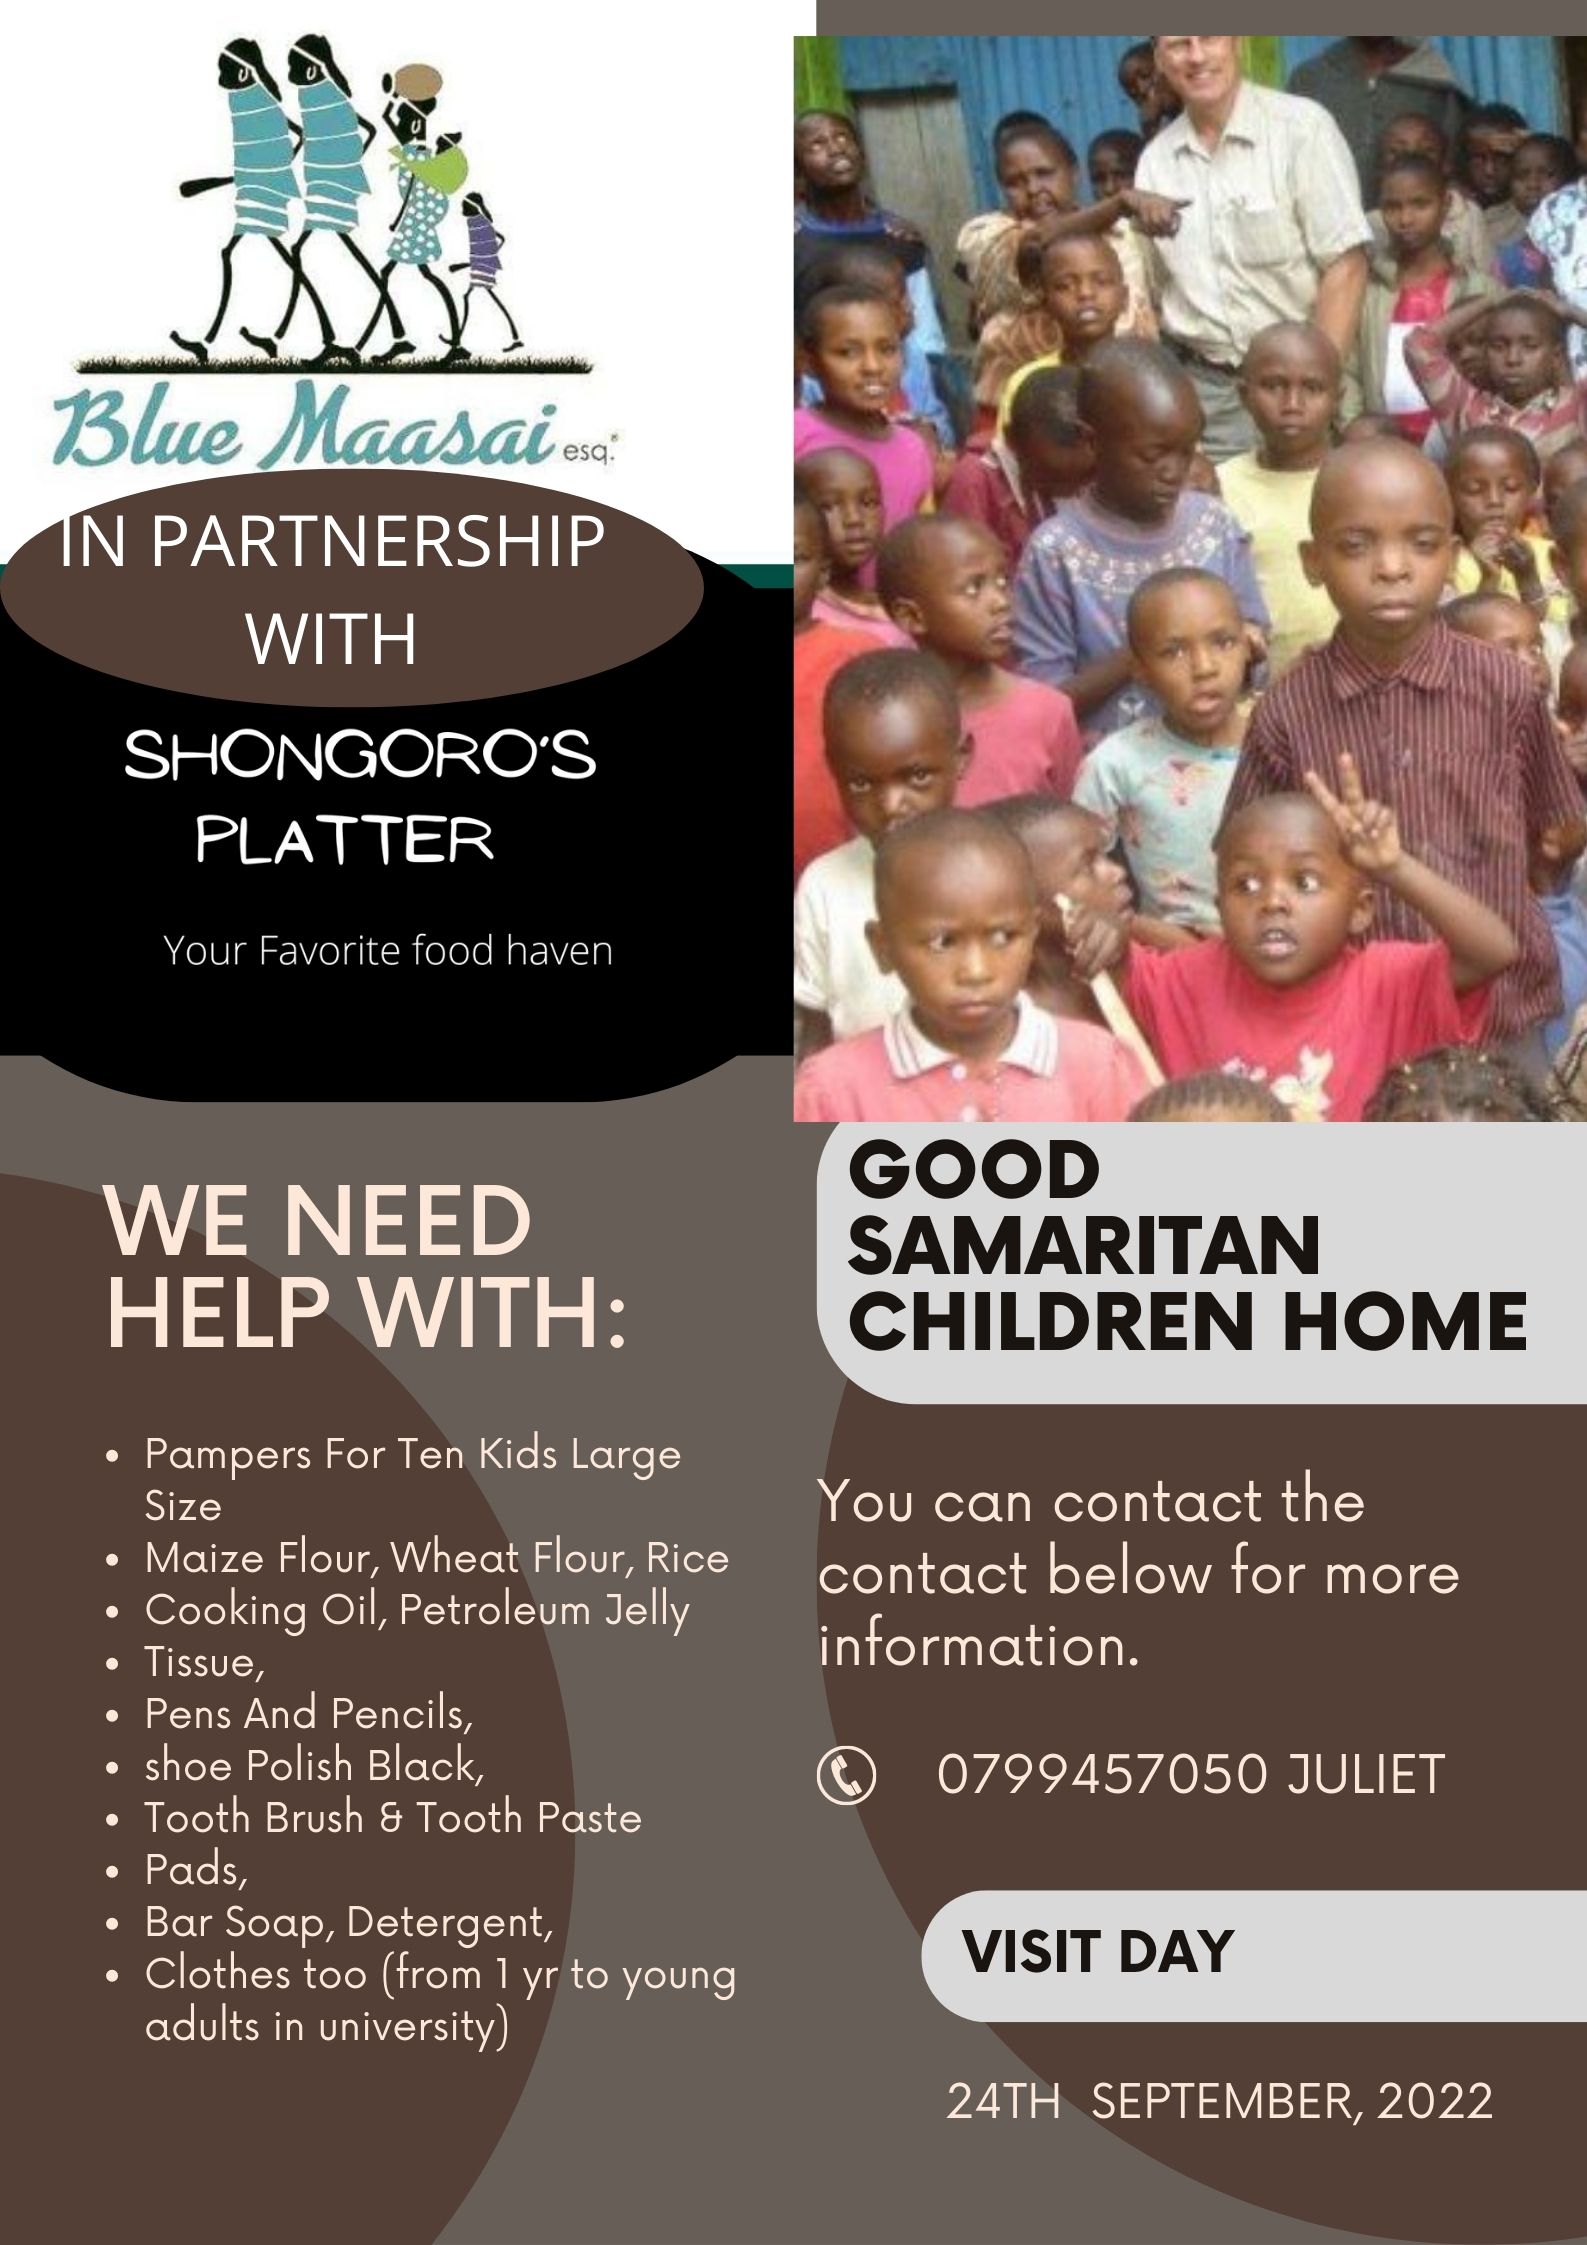 Blue Maasai esq.®
IN PARTNERSHIP
WITH
SHONGORO'S
PLATTER
Your Favorite food haven
WE NEED
HELP WITH:
• Pampers For Ten Kids Large
Size
• Maize Flour, Wheat Flour, Rice
• Cooking Oil, Petroleum Jelly
• Tissue,
• Pens And Pencils,
• shoe Polish Black,
• Tooth Brush & Tooth Paste
• Pads,
• Bar Soap, Detergent,
• Clothes too (from 1 yr to young
adults in university)
GOOD
SAMARITAN
CHILDREN HOME
You can contact the
contact below for more
information.
0799457050 JULIET
VISIT DAY
24TH SEPTEMBER, 2022